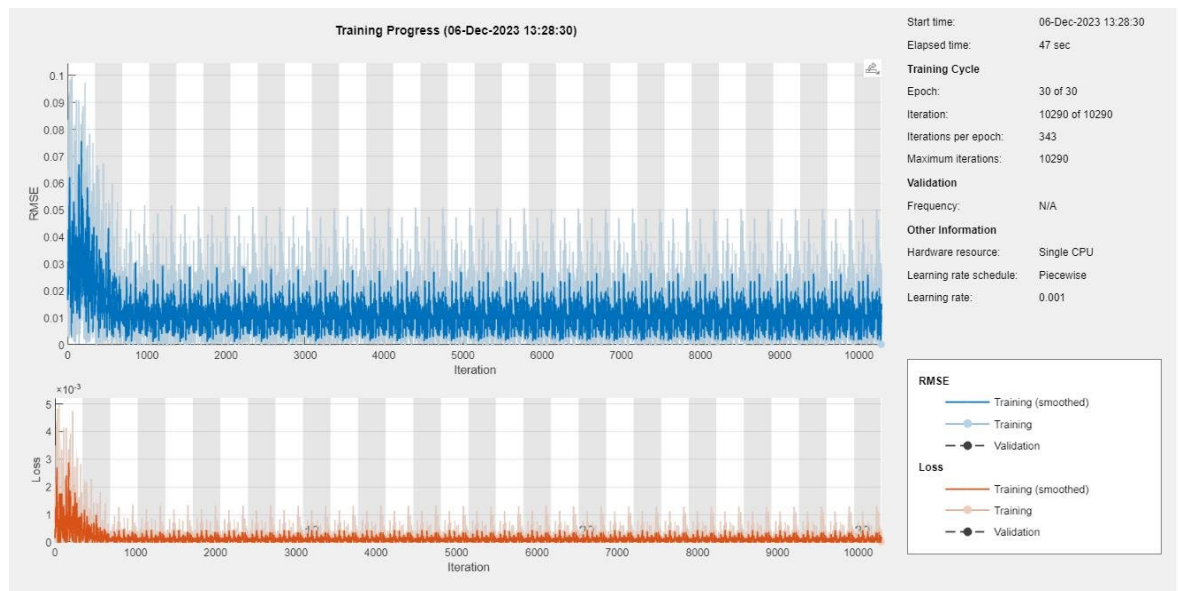 Training Progress (06-Dec-2023 13:28:30)
0.1
0.09
0.08
0.07
0.06
0.05
0.04
0.03
0.02
0.01
0
RMSE
0 1000 2000 3000 4000 5000 6000 7000 8000 9000 10000
Iteration
×10-3
5
4
3
2
1
0
Loss
10 20 30
0 1000 2000 3000 4000 5000 6000 7000 8000 9000 10000
Iteration
Start time: 06-Dec-2023 13:28:30
Elapsed time: 47 sec
Training Cycle
Epoch: 30 of 30
Iteration: 10290 of 10290
Iterations per epoch: 343
Maximum iterations: 10290
Validation
Frequency: N/A
Other Information
Hardware resource: Single CPU
Learning rate schedule: Piecewise
Learning rate: 0.001
RMSE
Training (smoothed)
Training
Validation
Loss
Training (smoothed)
Training
Validation